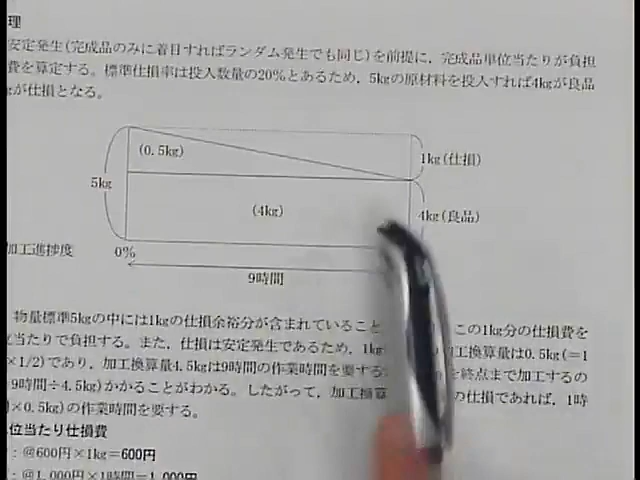 理
安定発生(完成品のみに着目すればランダム発生でも同じ)を前提に，完成品単位当たりが負担
費を算定する。標準仕損率は投入数量の20%とあるため，5kgの原材料を投入すれば4kgが良品
gが仕損となる。
(0.5kg)
1kg(仕損)
5kg
(4kg)
4kg(良品)
加工進捗度
0%
9時間
物量標準5kgの中には1kgの仕損余裕分が含まれていること
この1kg分の仕損費を
当たりで負担する。また，仕損は安定発生であるため，1kg
加工換算量は0.5kg(＝1
×1/2)であり，加工換算量4.5kgは9時間の作業時間を要する
を終点まで加工するの
9時間÷4.5kg)かかることがわかる。したがって，加工換算
の仕損であれば，1時
×0.5kg)の作業時間を要する。
位当たり仕損費
：@600円×1kg＝600円
：@1,000円×1時間＝1,000円